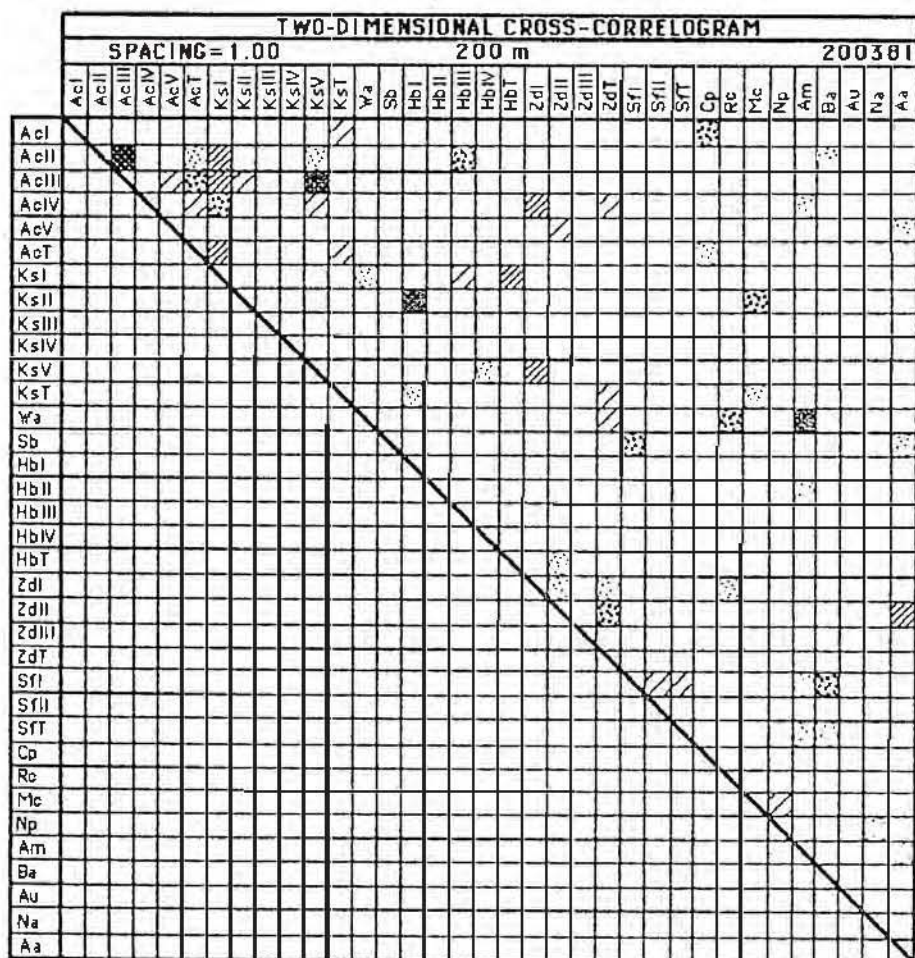 TWO-DIMENSIONAL CROSS-CORRELOGRAM
SPACING=1.00 200 m 200381
AcI AcII AcIII AcIV AcV AcT KsI KsII KsIII KsIV KsV KsT Wa Sb HbI HbII HbIII HbIV HbT ZdI ZdII ZdIII ZdT SfI SfII SfT Cp Rc Mc Np Am Ba Au Na Aa
AcI
AcII
AcIII
AcIV
AcV
AcT
KsI
KsII
KsIII
KsIV
KsV
KsT
Wa
Sb
HbI
HbII
HbIII
HbIV
HbT
ZdI
ZdII
ZdIII
ZdT
SfI
SfII
SfT
Cp
Rc
Mc
Np
Am
Ba
Au
Na
Aa